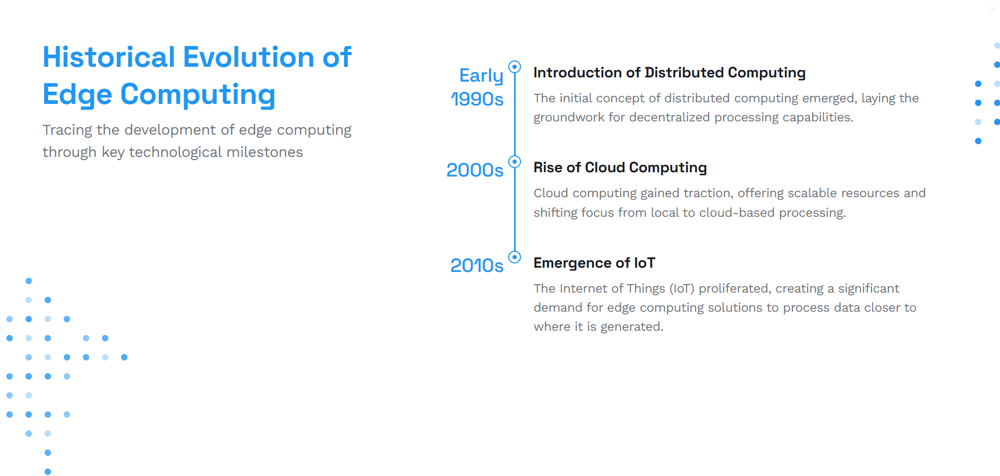 Historical Evolution of
Edge Computing
Tracing the development of edge computing
through key technological milestones
Early
1990s
Introduction of Distributed Computing
The initial concept of distributed computing emerged, laying the
groundwork for decentralized processing capabilities.
2000s
Rise of Cloud Computing
Cloud computing gained traction, offering scalable resources and
shifting focus from local to cloud-based processing.
2010s
Emergence of IoT
The Internet of Things (IoT) proliferated, creating a significant
demand for edge computing solutions to process data closer to
where it is generated.